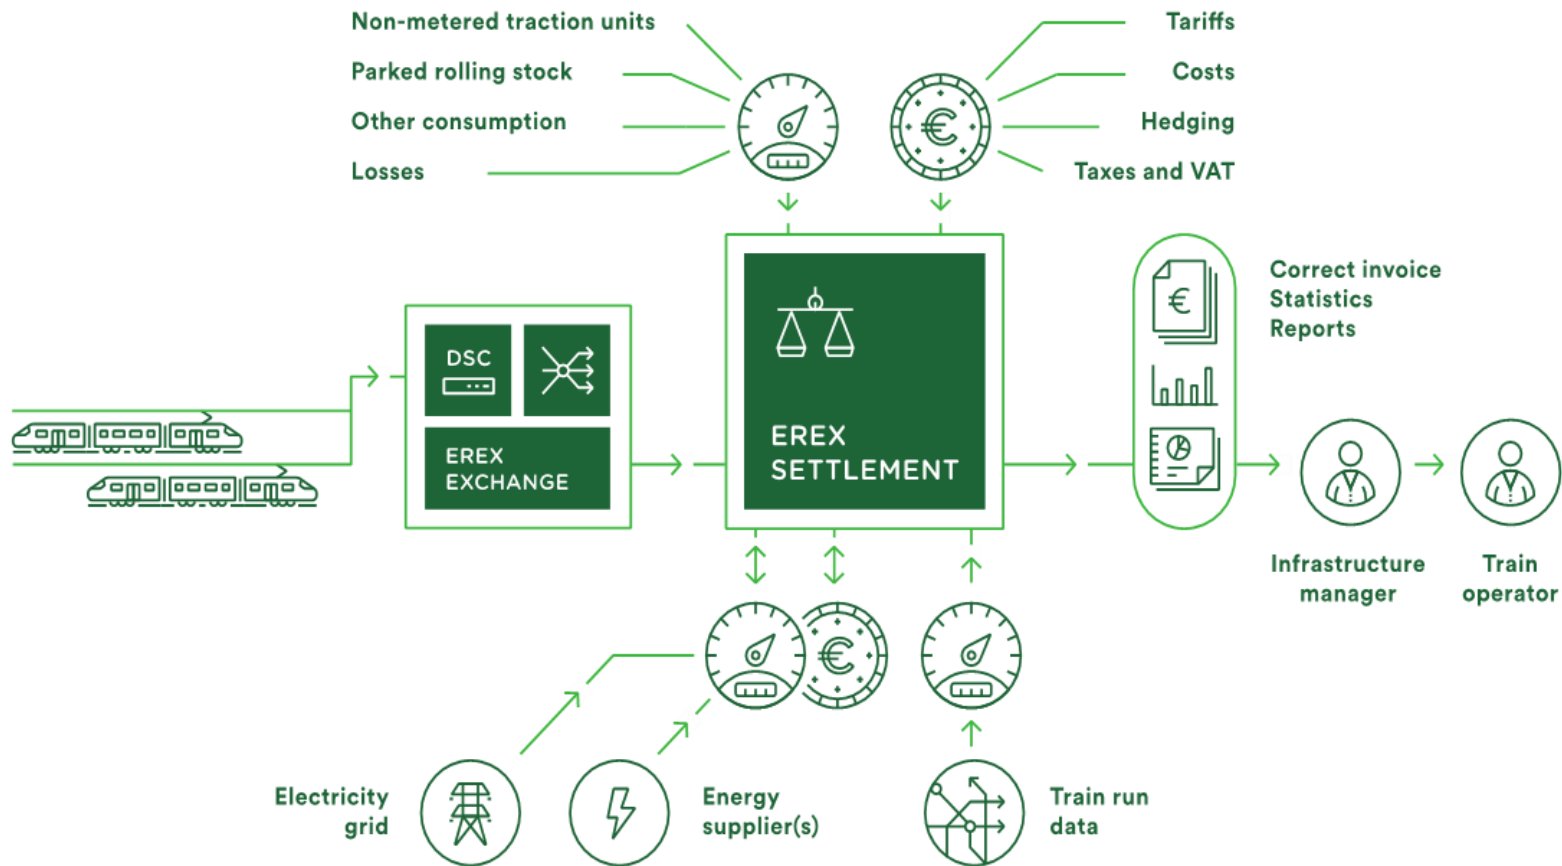 Non-metered traction units
Parked rolling stock
Other consumption
Losses
Tariffs
Costs
Hedging
Taxes and VAT
€
DSC
EREX
EXCHANGE
EREX
SETTLEMENT
€
Correct invoice
Statistics
Reports
Infrastructure
manager
Train
operator
€
Electricity
grid
Energy
supplier(s)
Train run
data